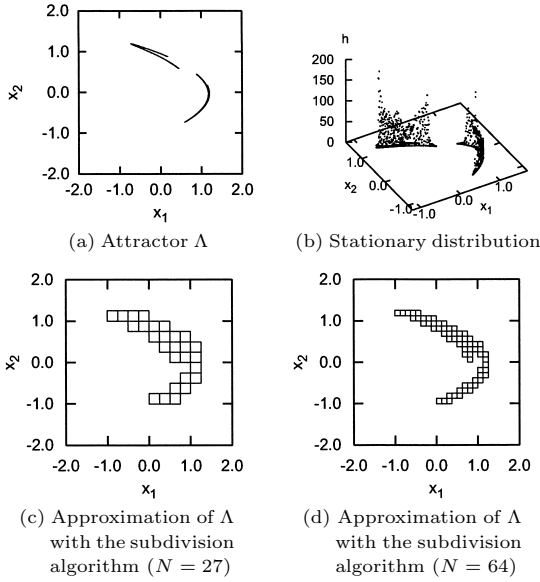 2.0
1.0
0.0
-1.0
-2.0
x2
-2.0 -1.0 0.0 1.0 2.0
x1
(a) Attractor Λ
h
200
150
100
50
0
1.0
0.0
-1.0
x2
-1.0
0.0
1.0
x1
(b) Stationary distribution
2.0
1.0
0.0
-1.0
-2.0
x2
-2.0 -1.0 0.0 1.0 2.0
x1
(c) Approximation of Λ
with the subdivision
algorithm (N = 27)
2.0
1.0
0.0
-1.0
-2.0
x2
-2.0 -1.0 0.0 1.0 2.0
x1
(d) Approximation of Λ
with the subdivision
algorithm (N = 64)